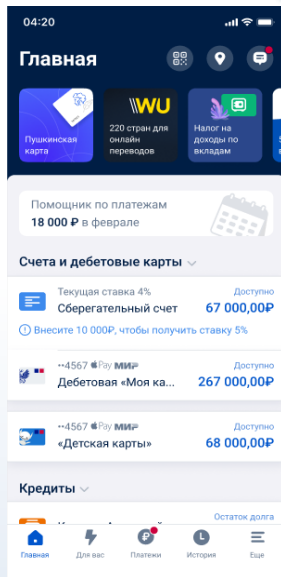 04:20
Главная
Пушкинская
карта
WU
220 стран для
онлайн
переводов
Налог на
доходы по
вкладам
Помощник по платежам
18 000 ₽ в феврале
Счета и дебетовые карты
Текущая ставка 4% Доступно
Сберегательный счет 67 000,00₽
Внесите 10 000₽, чтобы получить ставку 5%
••4567 Pay МИР Доступно
Дебетовая «Моя ка... 267 000,00₽
••4567 Pay МИР Доступно
«Детская карты» 68 000,00₽
Кредиты
Остаток долга
Главная Для вас Платежи История Еще